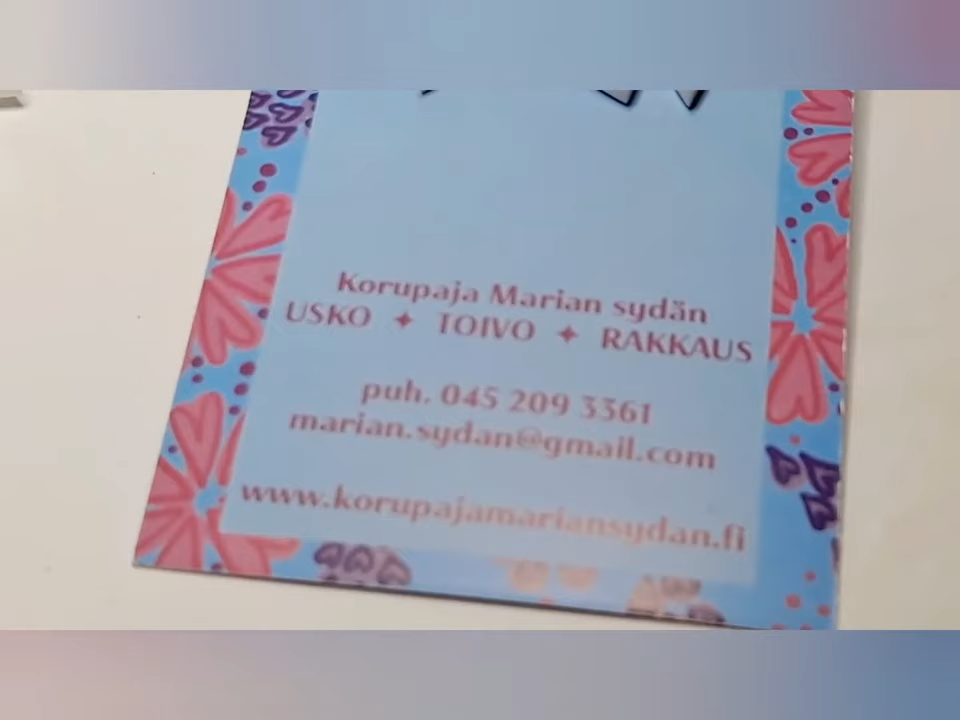 Korupaja Marian sydän
USKO ✦ TOIVO ✦ RAKKAUS
puh. 045 209 3361
marian.sydan@gmail.com
www.korupajamariansydan.fi